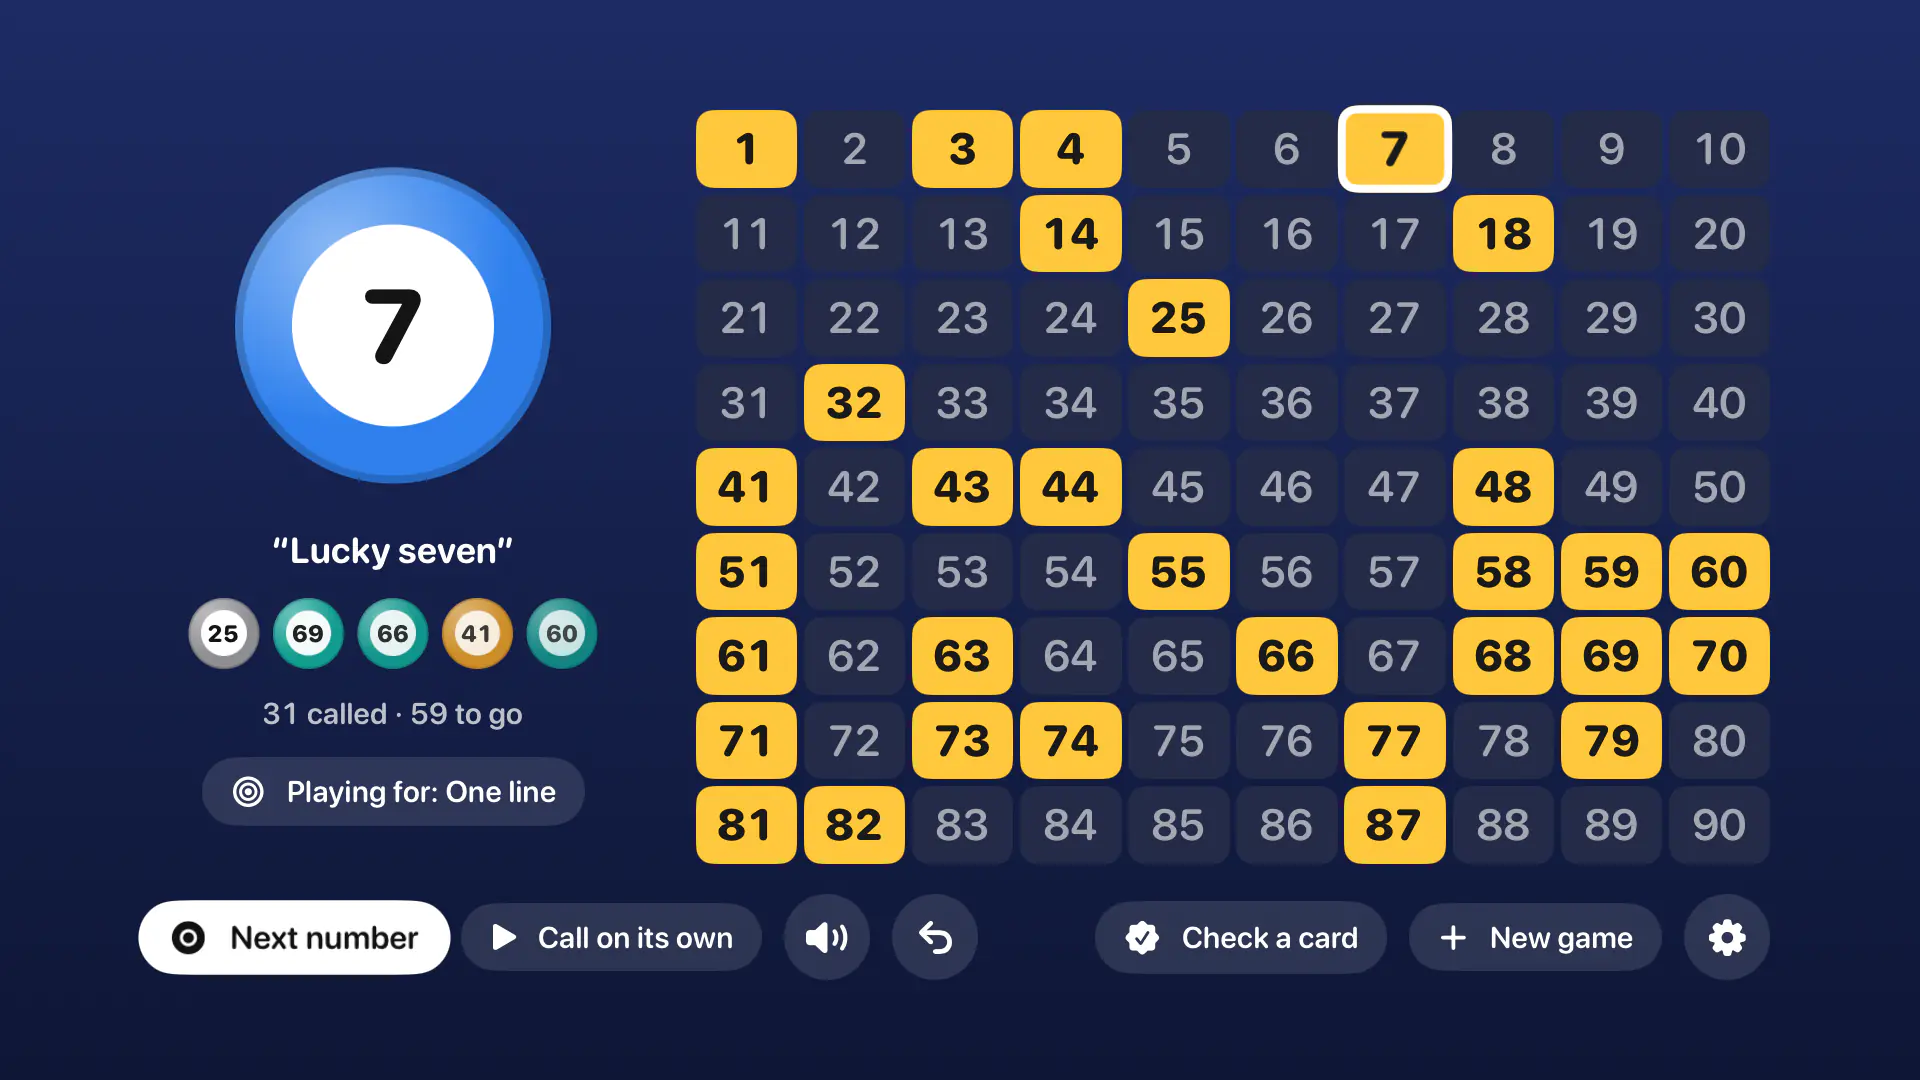 7
“Lucky seven”
25 69 66 41 60
31 called · 59 to go
Playing for: One line
1 2 3 4 5 6 7 8 9 10
11 12 13 14 15 16 17 18 19 20
21 22 23 24 25 26 27 28 29 30
31 32 33 34 35 36 37 38 39 40
41 42 43 44 45 46 47 48 49 50
51 52 53 54 55 56 57 58 59 60
61 62 63 64 65 66 67 68 69 70
71 72 73 74 75 76 77 78 79 80
81 82 83 84 85 86 87 88 89 90
Next number
Call on its own
Check a card
New game